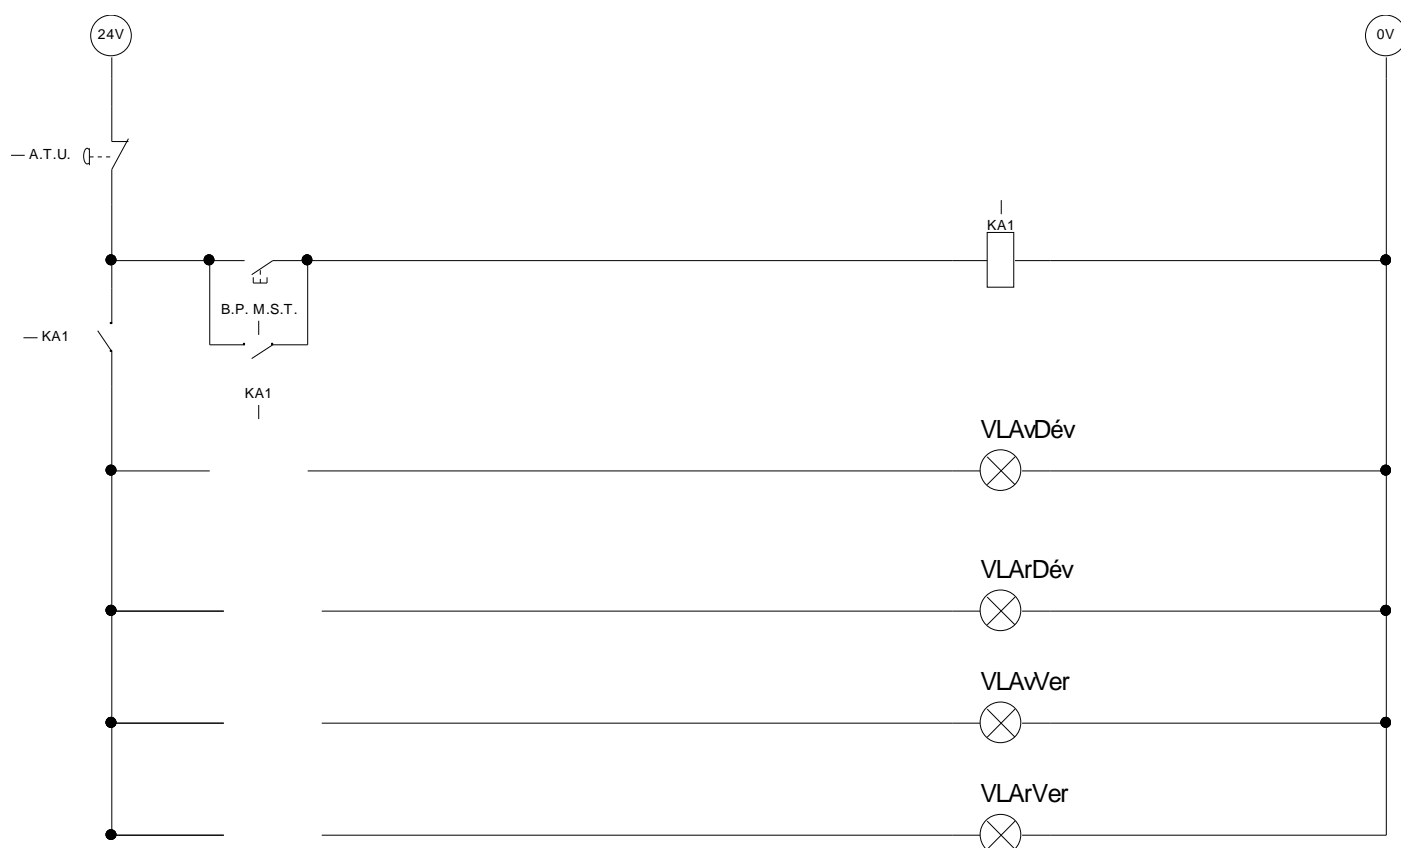 24V
0V
A.T.U.
KA1
B.P. M.S.T.
KA1
KA1
VLAvDév
VLArDév
VLAvVer
VLArVer